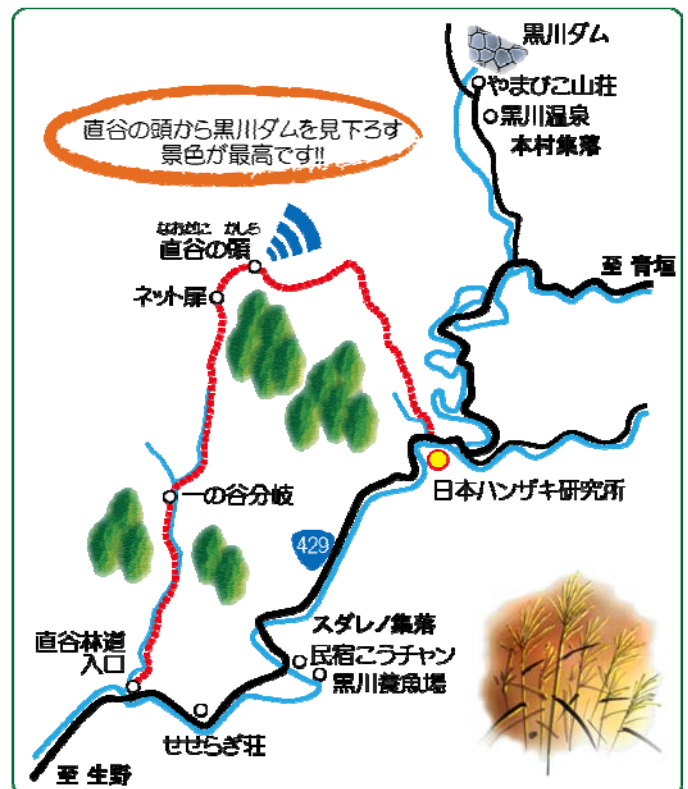 黒川ダム
やまびこ山荘
黒川温泉
本村集落
直谷の頭から黒川ダムを見下ろす
景色が最高です!!
なおたに かしら
直谷の頭
至 青垣
ネット扉
一の谷分岐
日本ハンザキ研究所
429
スダレノ集落
民宿こうチャン
黒川養魚場
直谷林道
入口
せせらぎ荘
至 生野